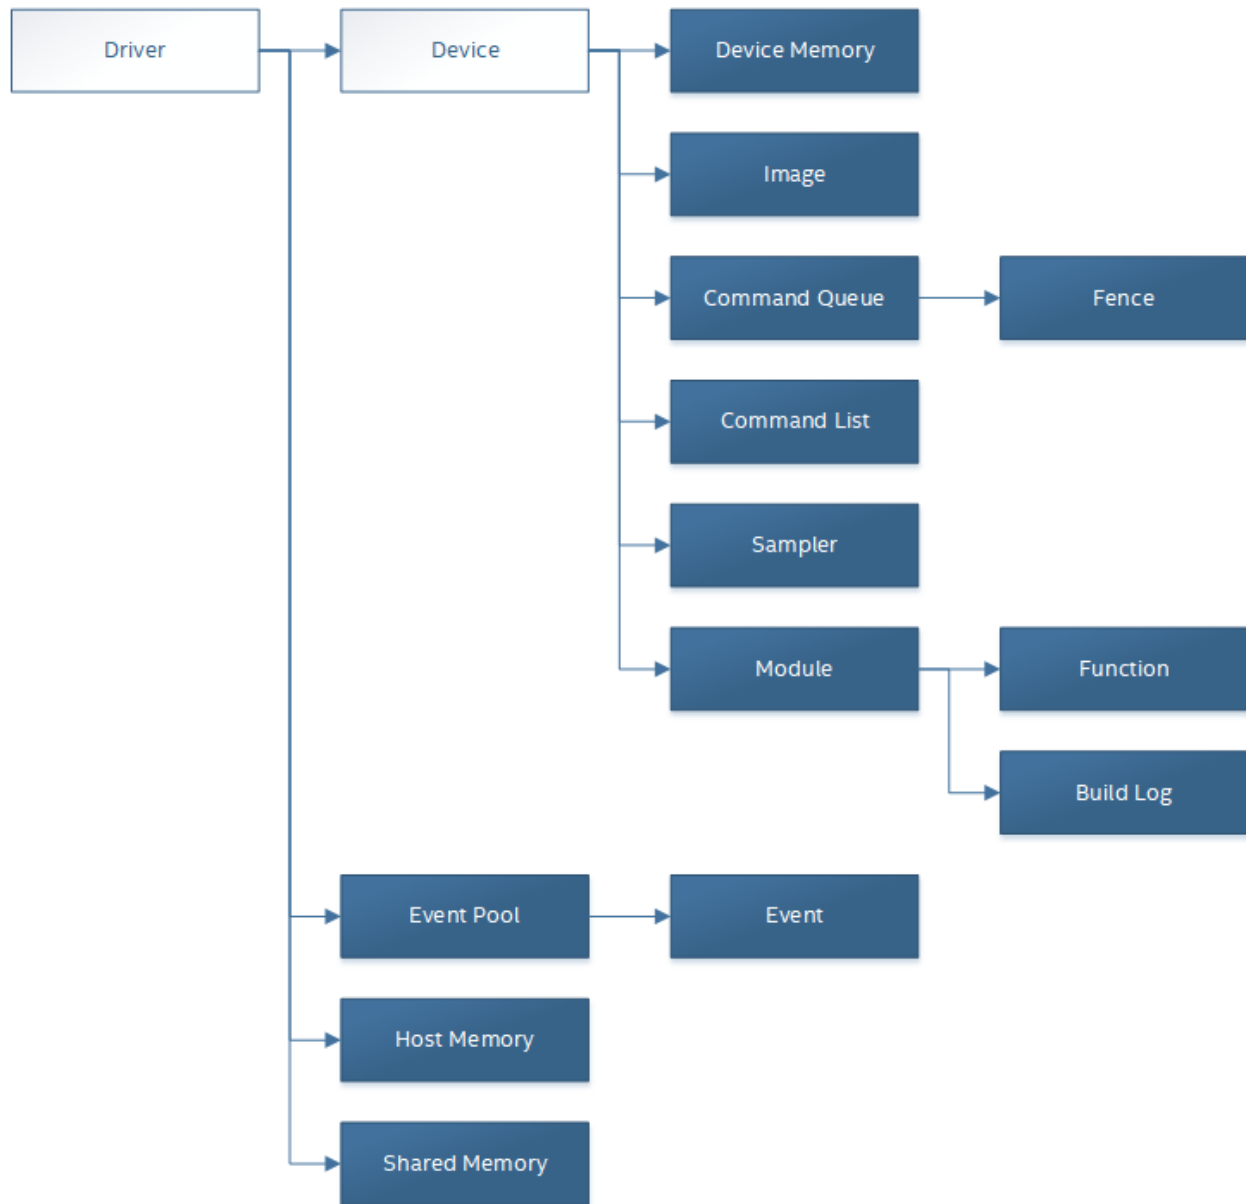 Driver
Device
Device Memory
Image
Command Queue
Fence
Command List
Sampler
Module
Function
Build Log
Event Pool
Event
Host Memory
Shared Memory